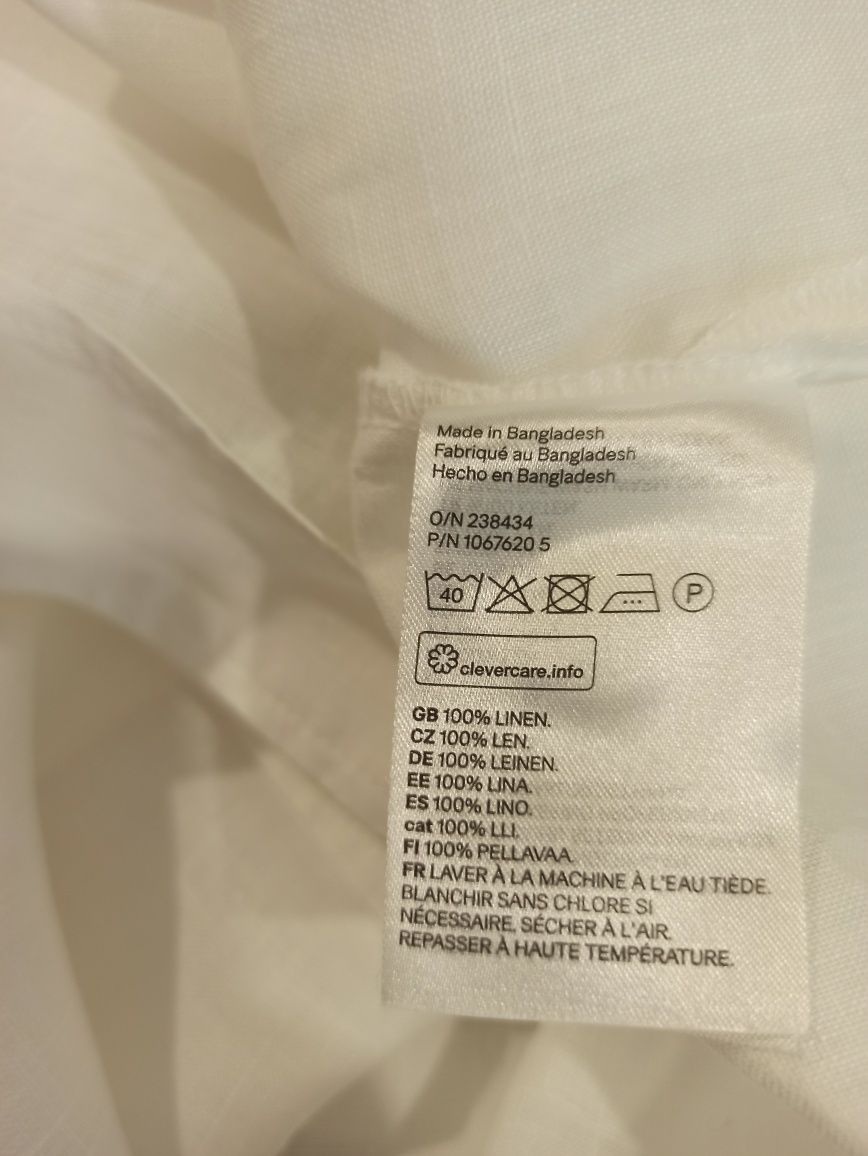 Made in Bangladesh
Fabriqué au Bangladesh
Hecho en Bangladesh
O/N 238434
P/N 1067620 5
40 P
clevercare.info
GB 100% LINEN.
CZ 100% LEN.
DE 100% LEINEN.
EE 100% LINA.
ES 100% LINO.
cat 100% LLI.
FI 100% PELLAVAA.
FR LAVER À LA MACHINE À L'EAU TIÈDE.
BLANCHIR SANS CHLORE SI
NÉCESSAIRE. SÉCHER À L'AIR.
REPASSER À HAUTE TEMPÉRATURE.